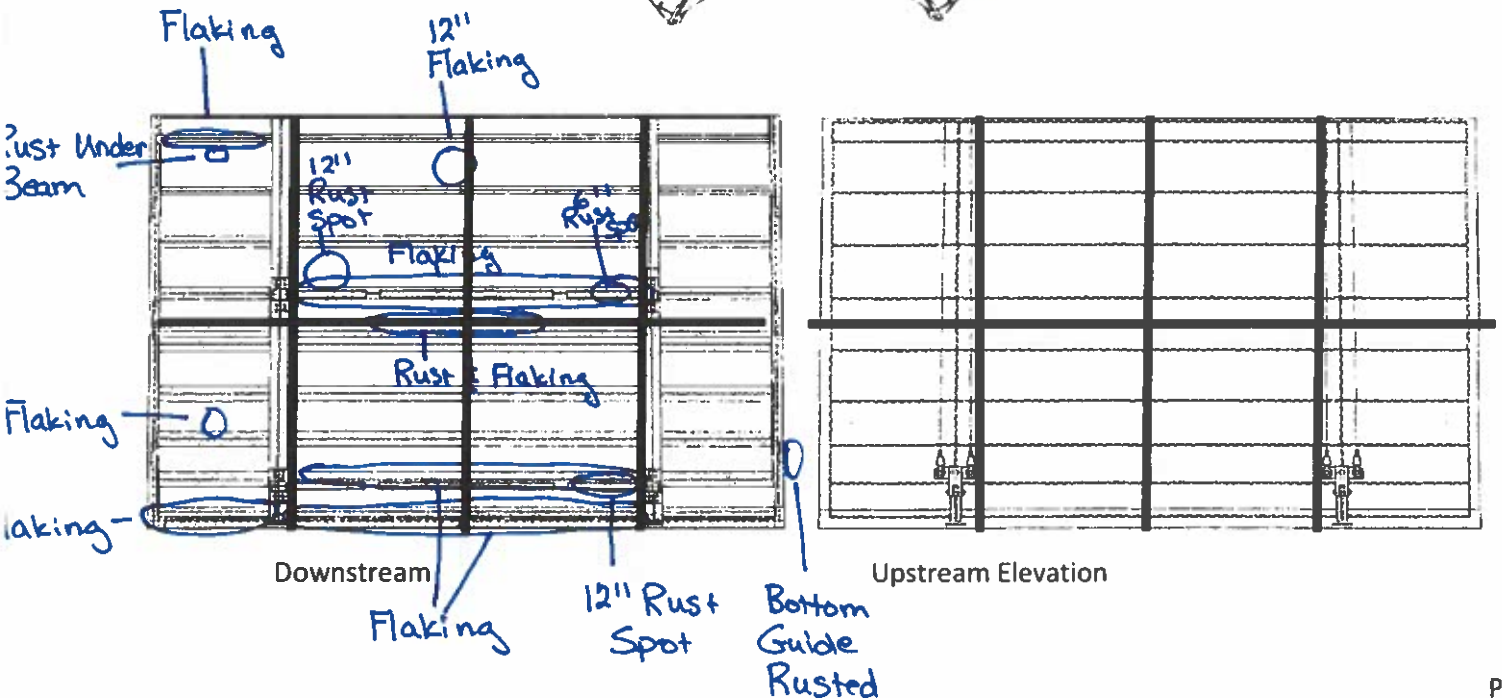 Flaking
12"
Flaking
Rust Under
Beam
12"
Rust
Spot
6"
Rust
Spot
Flaking
Rust & Flaking
Flaking
Flaking
Downstream
Upstream Elevation
Flaking
12" Rust
Spot
Bottom
Guide
Rusted
P